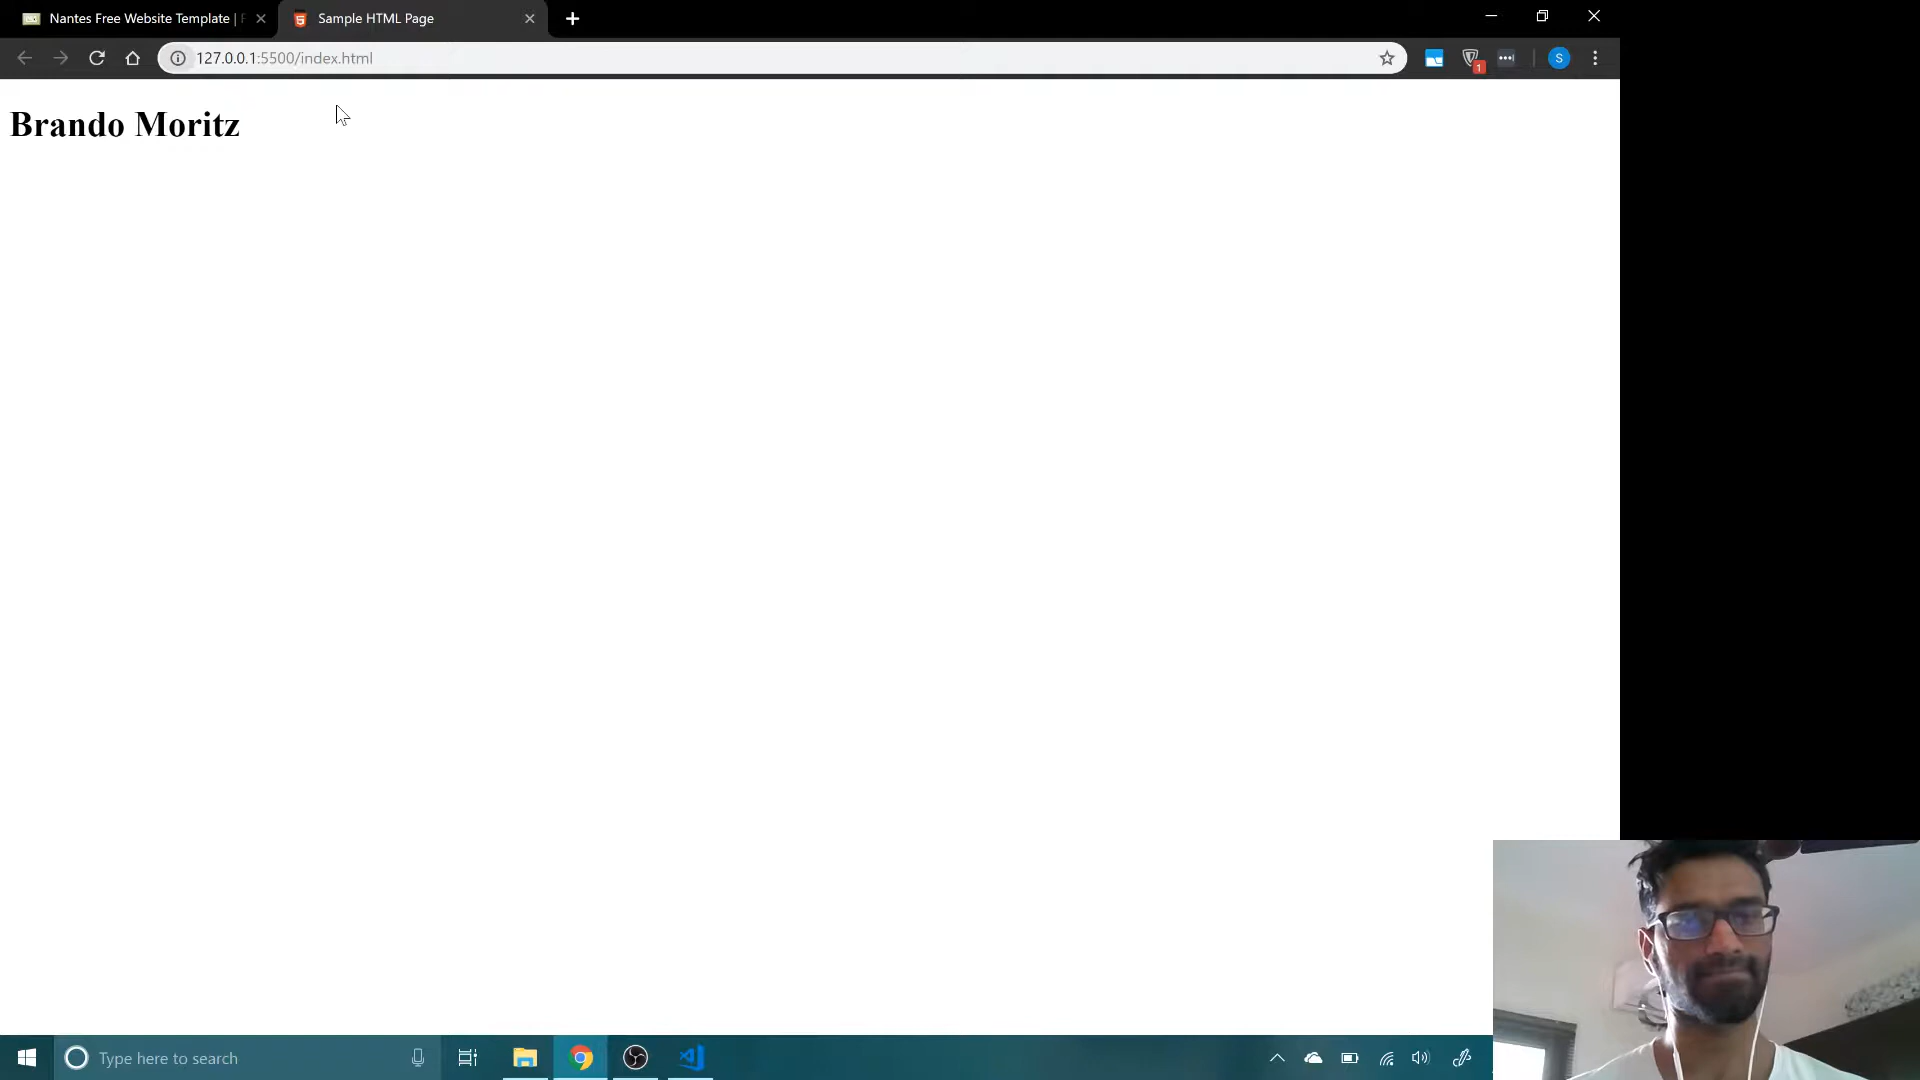 Nantes Free Website Template | F
Sample HTML Page
127.0.0.1:5500/index.html
1
S
Brando Moritz
Type here to search